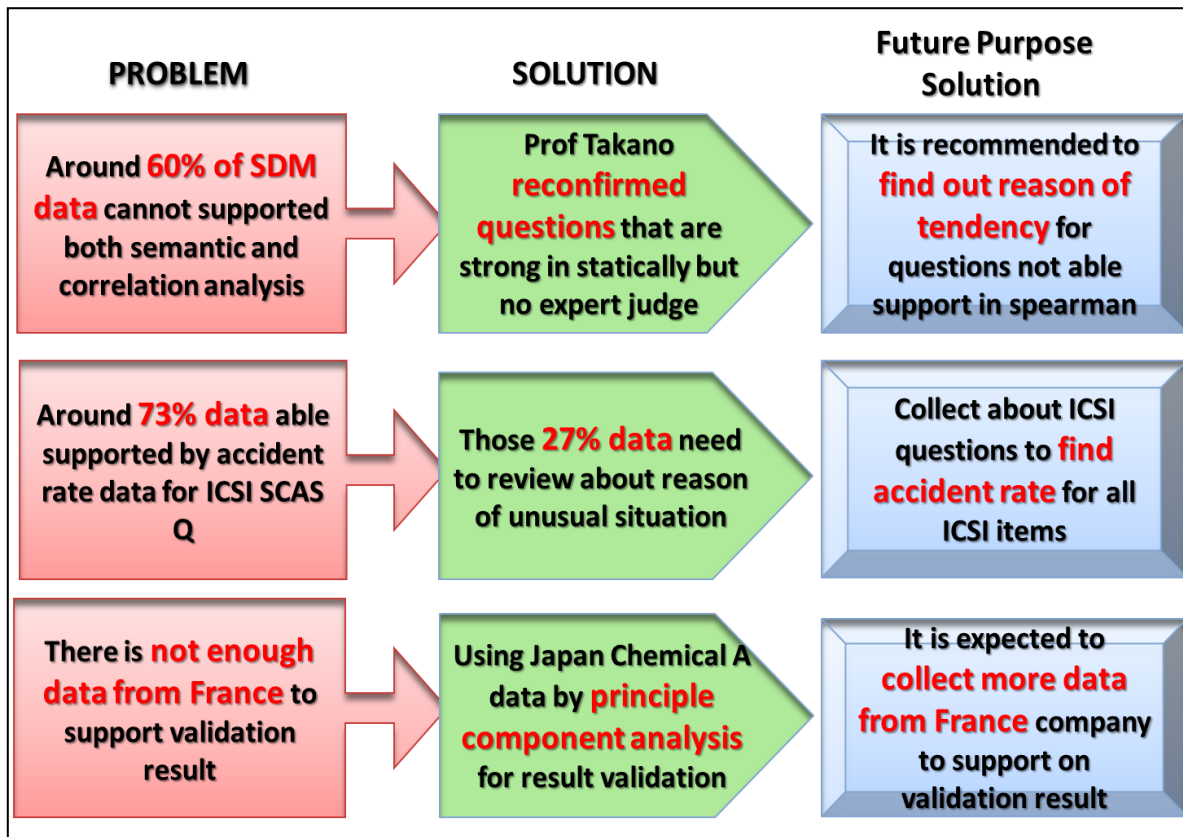 PROBLEM
SOLUTION
Future Purpose
Solution
Around 60% of SDM
data cannot supported
both semantic and
correlation analysis
Prof Takano
reconfirmed
questions that are
strong in statically but
no expert judge
It is recommended to
find out reason of
tendency for
questions not able
support in spearman
Around 73% data able
supported by accident
rate data for ICSI SCAS
Q
Those 27% data need
to review about reason
of unusual situation
Collect about ICSI
questions to find
accident rate for all
ICSI items
There is not enough
data from France to
support validation
result
Using Japan Chemical A
data by principle
component analysis
for result validation
It is expected to
collect more data
from France company
to support on
validation result